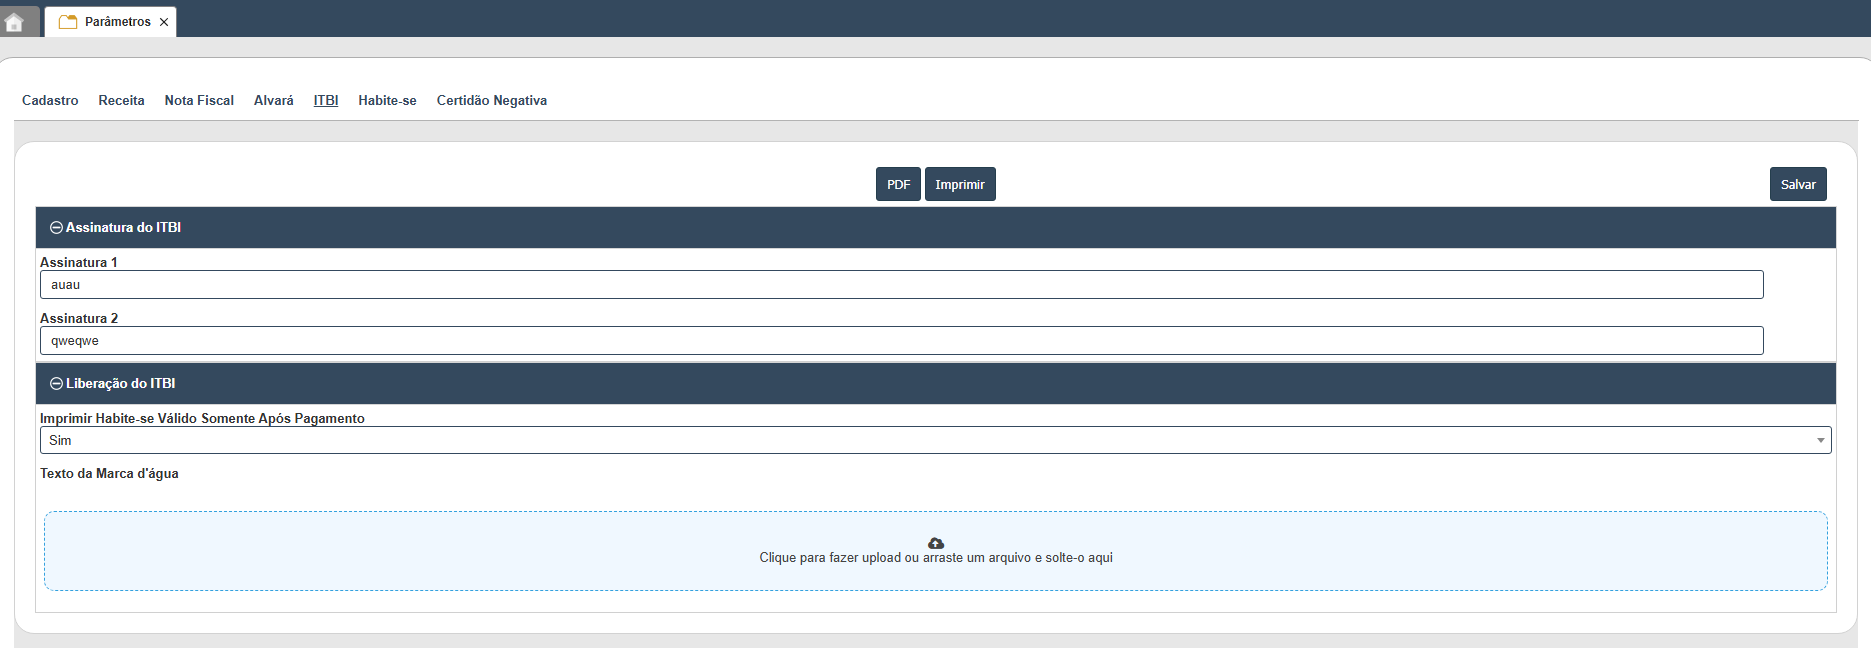 Parâmetros
Cadastro Receita Nota Fiscal Alvará ITBI Habite-se Certidão Negativa
PDF Imprimir Salvar
Assinatura do ITBI
Assinatura 1
auau
Assinatura 2
qweqwe
Liberação do ITBI
Imprimir Habite-se Válido Somente Após Pagamento
Sim
Texto da Marca d'água
Clique para fazer upload ou arraste um arquivo e solte-o aqui